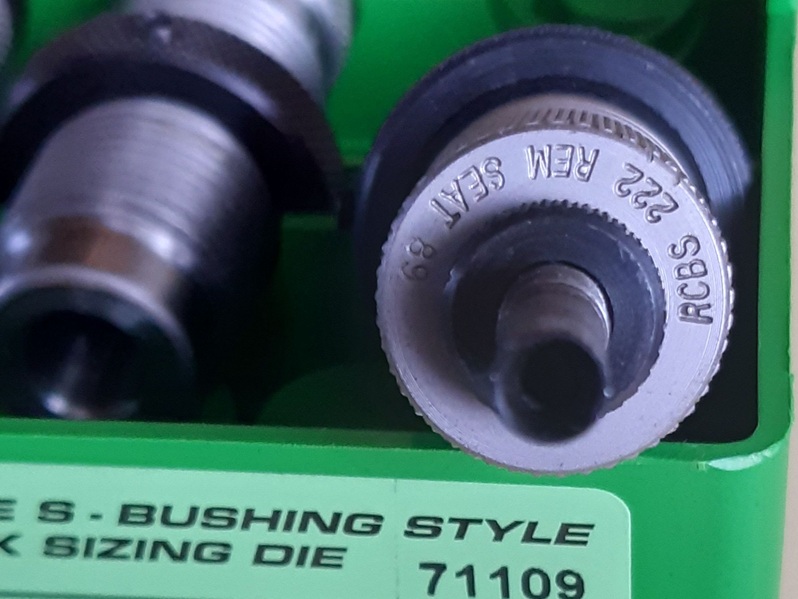 RCBS 222 REM SEAT 89
E S - BUSHING STYLE
K SIZING DIE
71109